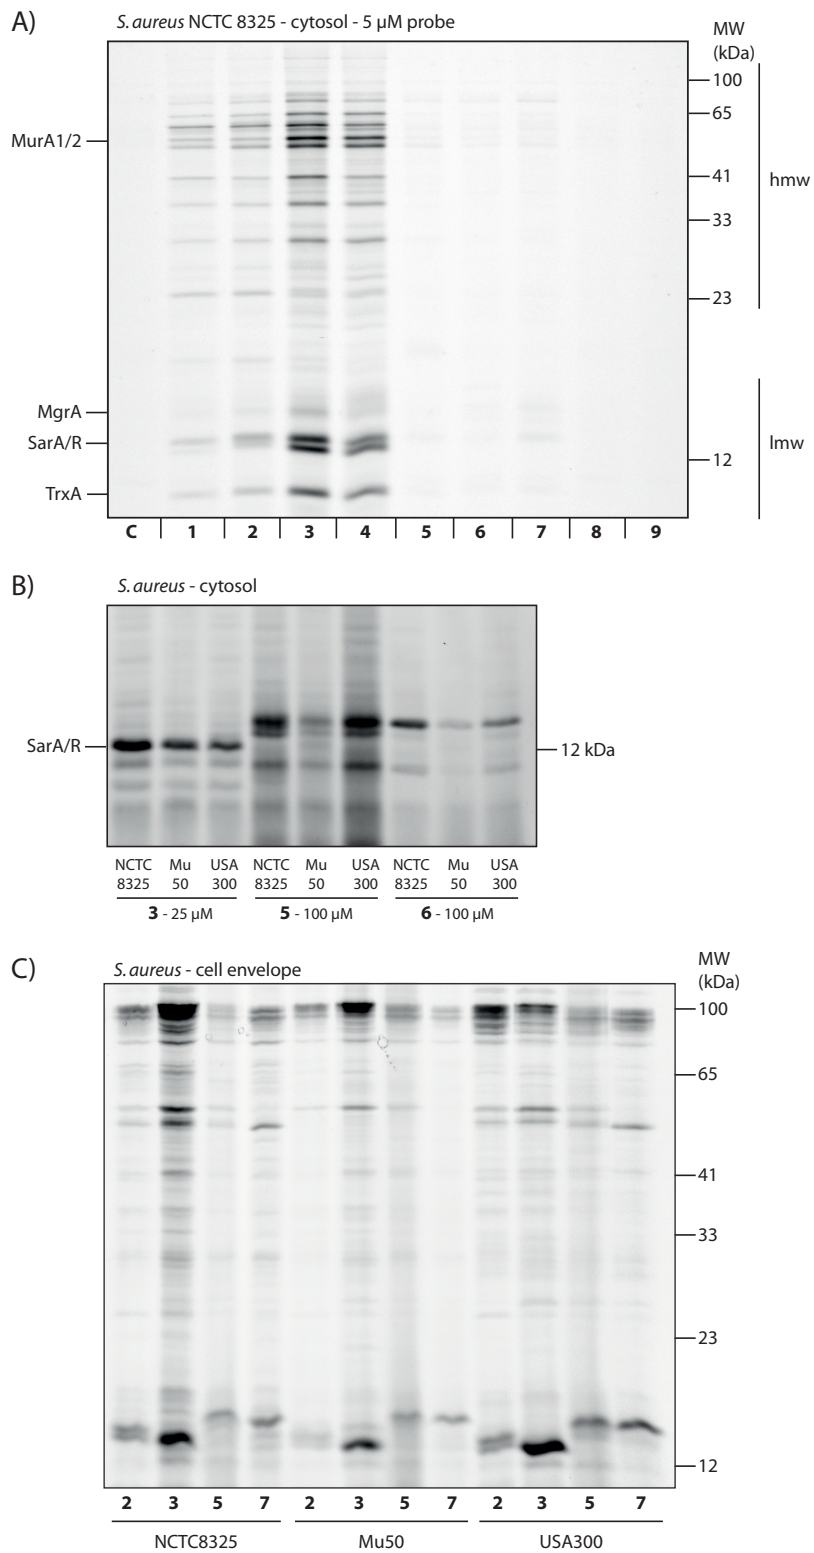 A)
S. aureus NCTC 8325 - cytosol - 5 µM probe
MW
(kDa)
100
65
MurA1/2
41
hmw
33
23
MgrA
SarA/R
lmw
12
TrxA
C 1 2 3 4 5 6 7 8 9
B)
S. aureus - cytosol
SarA/R
12 kDa
NCTC Mu USA NCTC Mu USA NCTC Mu USA
8325 50 300 8325 50 300 8325 50 300
3 - 25 µM 5 - 100 µM 6 - 100 µM
C)
S. aureus - cell envelope
MW
(kDa)
100
65
41
33
23
12
2 3 5 7 2 3 5 7 2 3 5 7
NCTC8325 Mu50 USA300